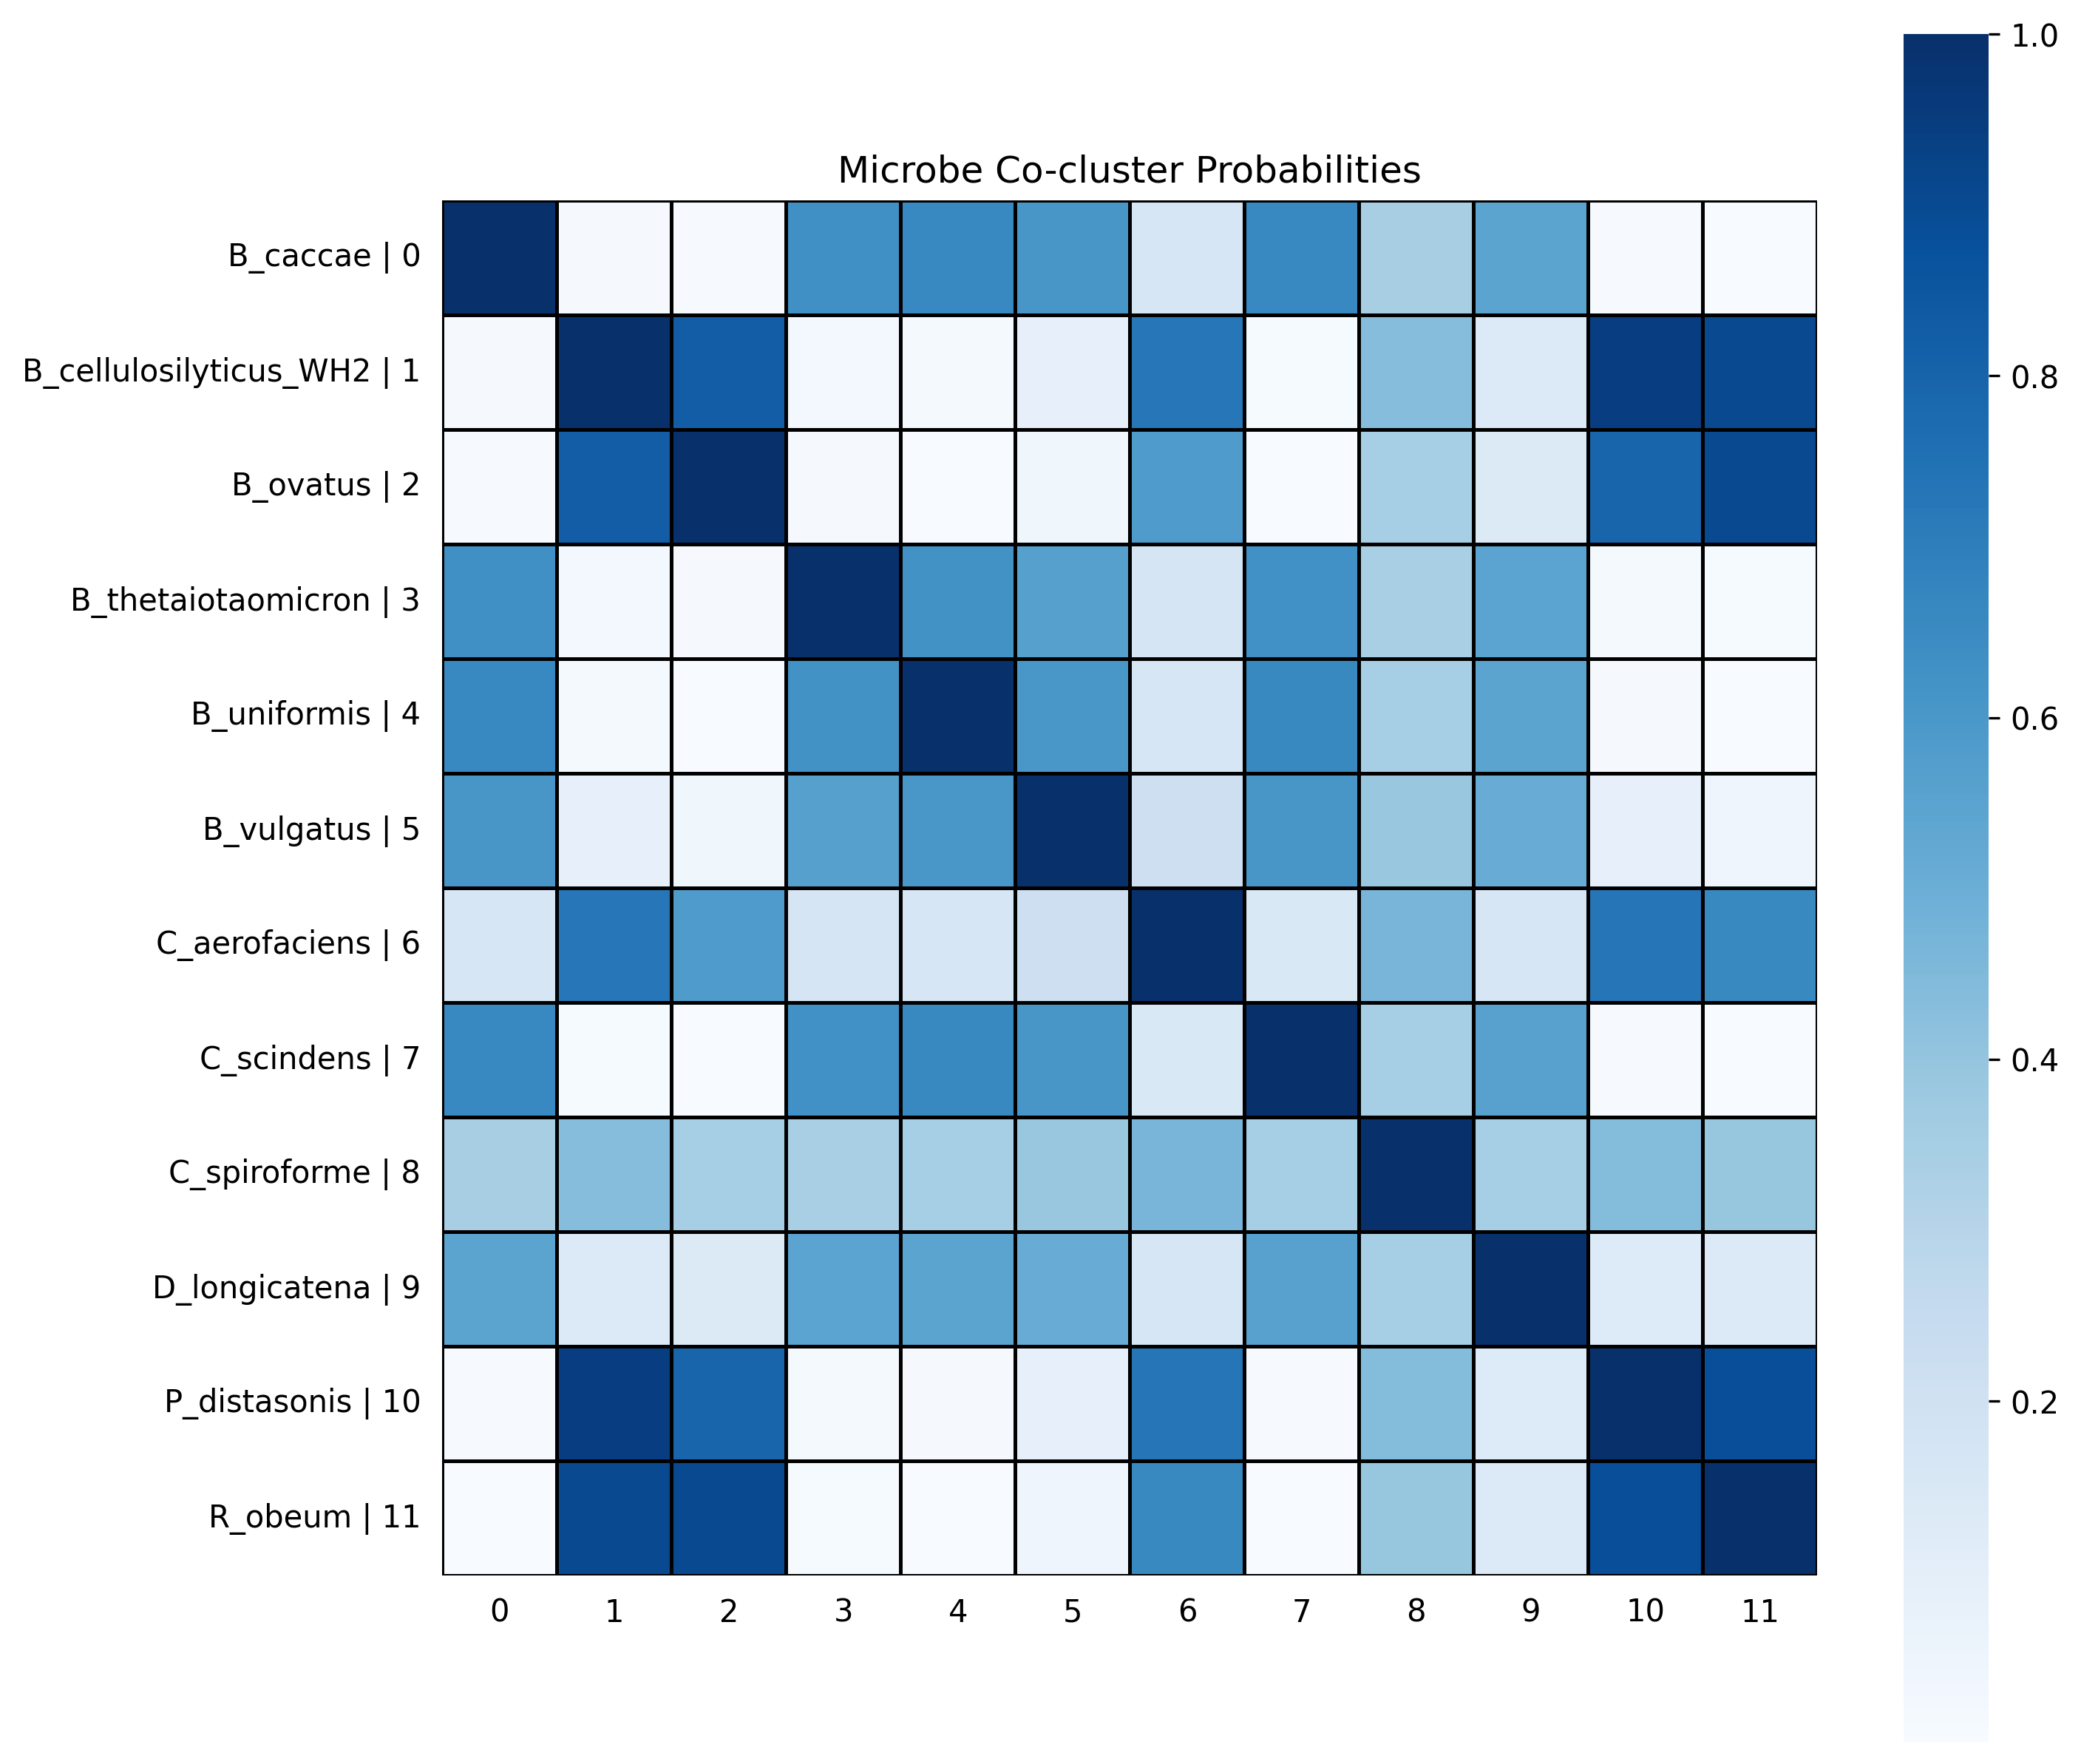 Microbe Co-cluster Probabilities
B_caccae | 0
B_cellulosilyticus_WH2 | 1
B_ovatus | 2
B_thetaiotaomicron | 3
B_uniformis | 4
B_vulgatus | 5
C_aerofaciens | 6
C_scindens | 7
C_spiroforme | 8
D_longicatena | 9
P_distasonis | 10
R_obeum | 11
0 1 2 3 4 5 6 7 8 9 10 11
1.0
0.8
0.6
0.4
0.2